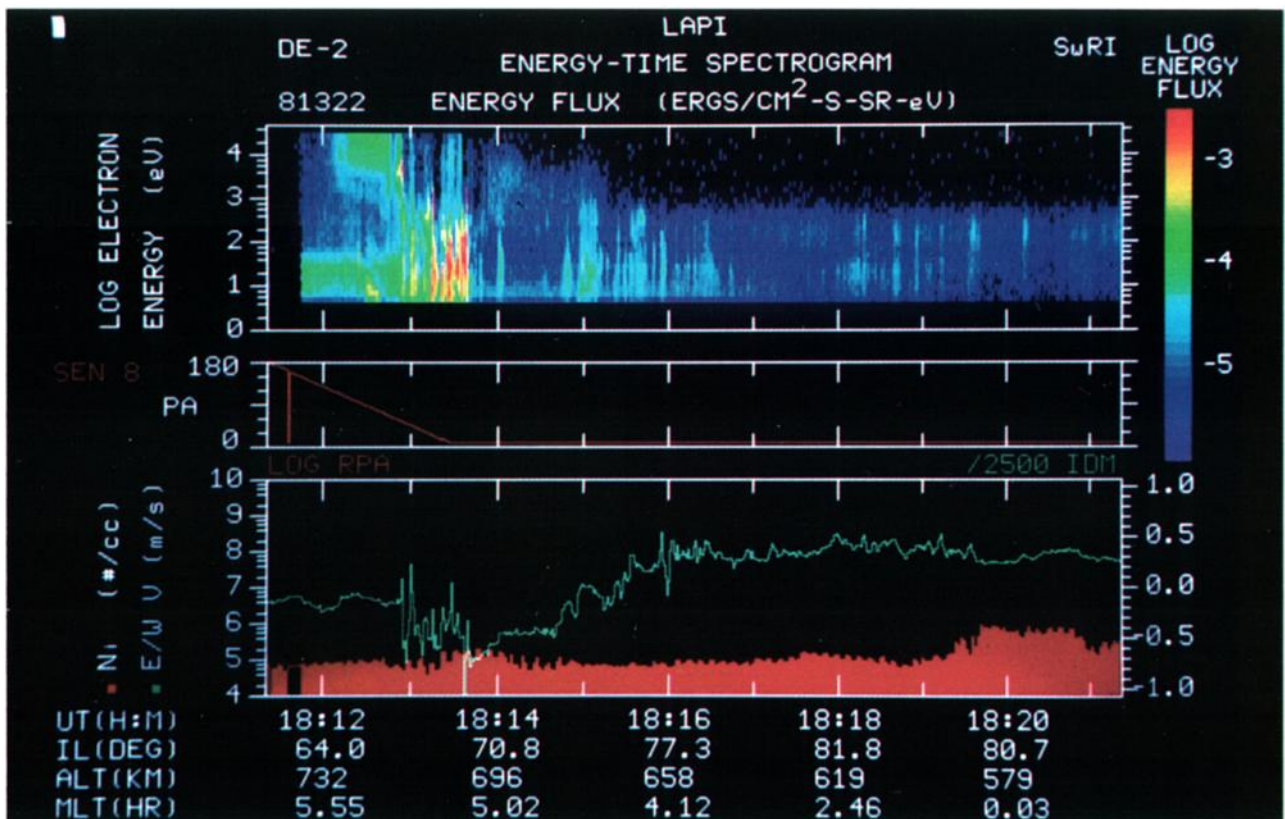 LAPI
DE-2 ENERGY-TIME SPECTROGRAM SwRI
81322 ENERGY FLUX (ERGS/CM²-S-SR-eV)
LOG
ENERGY
FLUX
LOG ELECTRON
ENERGY (eV)
4
3
2
1
0
-3
-4
-5
SEN 8
180
PA
0
LOG RPA /2500 IDM
Ni (#/cc)
E/W V (m/s)
10
9
8
7
6
5
4
1.0
0.5
0.0
-0.5
-1.0
UT(H:M) 18:12 18:14 18:16 18:18 18:20
IL(DEG) 64.0 70.8 77.3 81.8 80.7
ALT(KM) 732 696 658 619 579
MLT(HR) 5.55 5.02 4.12 2.46 0.03